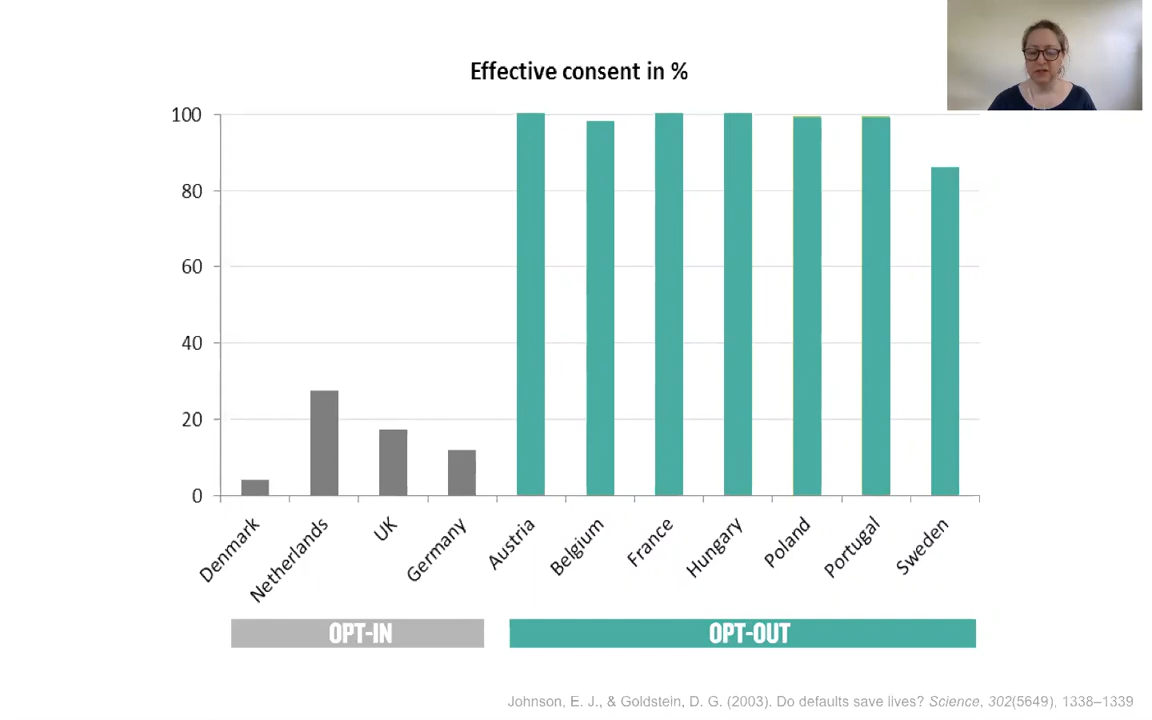 Effective consent in %
100
80
60
40
20
0
Denmark
Netherlands
UK
Germany
Austria
Belgium
France
Hungary
Poland
Portugal
Sweden
OPT-IN
OPT-OUT
Johnson, E. J., & Goldstein, D. G. (2003). Do defaults save lives? Science, 302(5649), 1338–1339